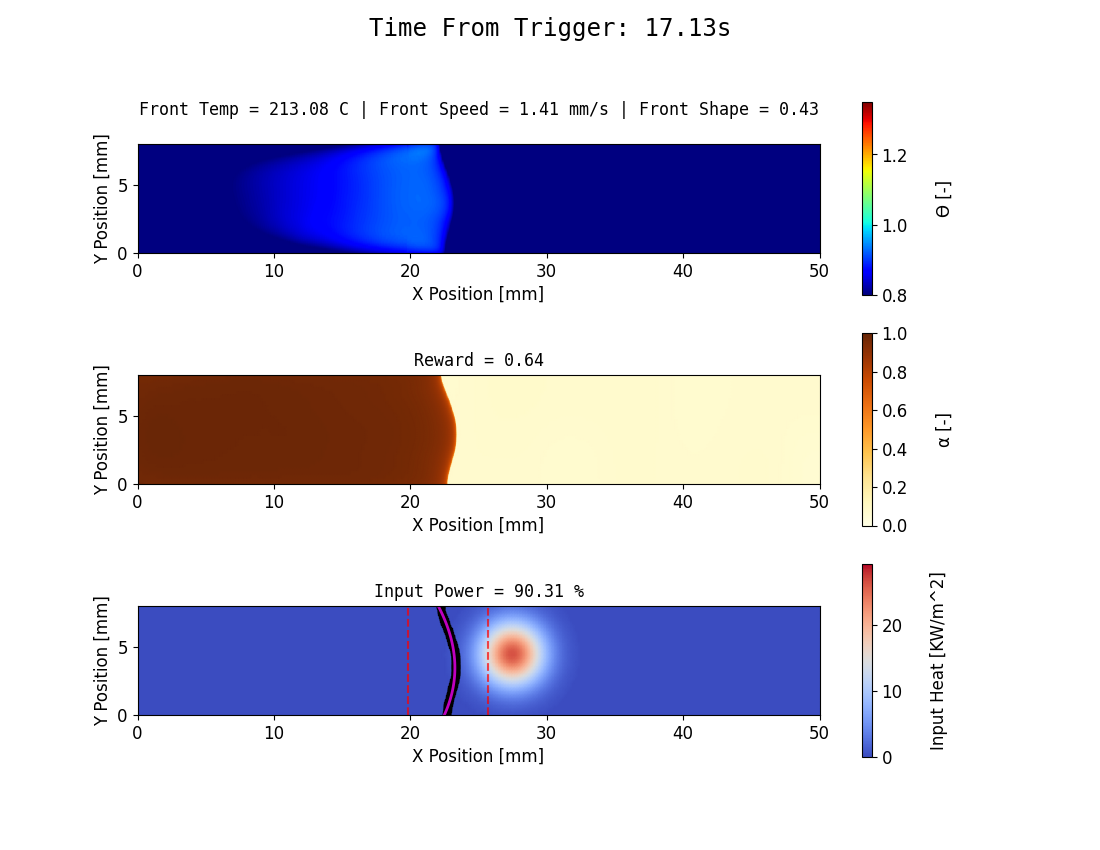 Time From Trigger: 17.13s
Front Temp = 213.08 C | Front Speed = 1.41 mm/s | Front Shape = 0.43
Y Position [mm]
5
0
0 10 20 30 40 50
X Position [mm]
1.2
1.0
0.8
Θ [-]
Reward = 0.64
Y Position [mm]
5
0
0 10 20 30 40 50
X Position [mm]
1.0
0.8
0.6
0.4
0.2
0.0
α [-]
Input Power = 90.31 %
Y Position [mm]
5
0
0 10 20 30 40 50
X Position [mm]
20
10
0
Input Heat [KW/m^2]